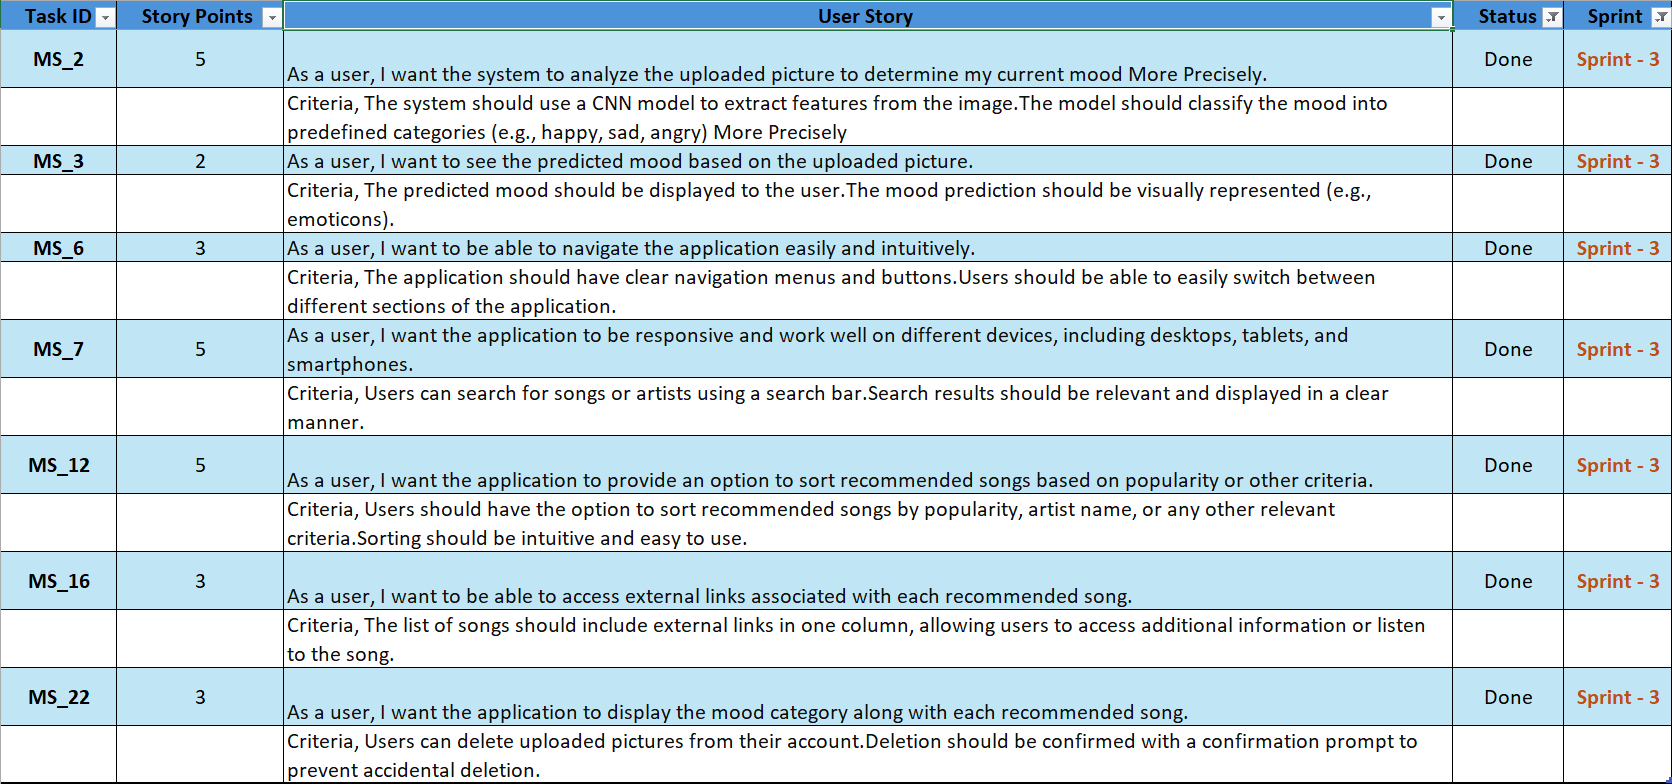 Task ID Story Points User Story Status Sprint
MS_2 5 As a user, I want the system to analyze the uploaded picture to determine my current mood More Precisely. Done Sprint - 3
Criteria, The system should use a CNN model to extract features from the image.The model should classify the mood into
predefined categories (e.g., happy, sad, angry) More Precisely
MS_3 2 As a user, I want to see the predicted mood based on the uploaded picture. Done Sprint - 3
Criteria, The predicted mood should be displayed to the user.The mood prediction should be visually represented (e.g.,
emoticons).
MS_6 3 As a user, I want to be able to navigate the application easily and intuitively. Done Sprint - 3
Criteria, The application should have clear navigation menus and buttons.Users should be able to easily switch between
different sections of the application.
MS_7 5 As a user, I want the application to be responsive and work well on different devices, including desktops, tablets, and
smartphones. Done Sprint - 3
Criteria, Users can search for songs or artists using a search bar.Search results should be relevant and displayed in a clear
manner.
MS_12 5 As a user, I want the application to provide an option to sort recommended songs based on popularity or other criteria. Done Sprint - 3
Criteria, Users should have the option to sort recommended songs by popularity, artist name, or any other relevant
criteria.Sorting should be intuitive and easy to use.
MS_16 3 As a user, I want to be able to access external links associated with each recommended song. Done Sprint - 3
Criteria, The list of songs should include external links in one column, allowing users to access additional information or listen
to the song.
MS_22 3 As a user, I want the application to display the mood category along with each recommended song. Done Sprint - 3
Criteria, Users can delete uploaded pictures from their account.Deletion should be confirmed with a confirmation prompt to
prevent accidental deletion.